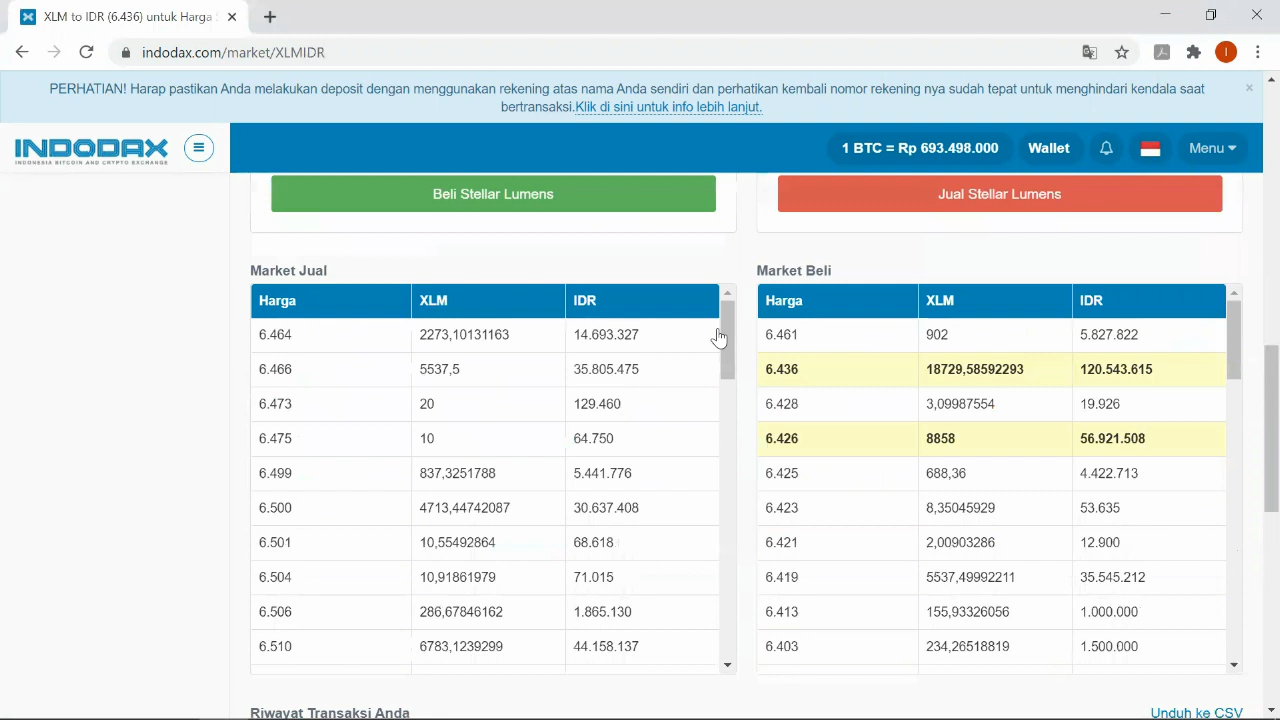 XLM to IDR (6.436) untuk Harga
indodax.com/market/XLMIDR
I
PERHATIAN! Harap pastikan Anda melakukan deposit dengan menggunakan rekening atas nama Anda sendiri dan perhatikan kembali nomor rekening nya sudah tepat untuk menghindari kendala saat
bertransaksi.Klik di sini untuk info lebih lanjut.
INDODAX
INDONESIA BITCOIN AND CRYPTO EXCHANGE
1 BTC = Rp 693.498.000 Wallet Menu
Beli Stellar Lumens
Jual Stellar Lumens
Market Jual
Harga XLM IDR
6.464 2273,10131163 14.693.327
6.466 5537,5 35.805.475
6.473 20 129.460
6.475 10 64.750
6.499 837,3251788 5.441.776
6.500 4713,44742087 30.637.408
6.501 10,55492864 68.618
6.504 10,91861979 71.015
6.506 286,67846162 1.865.130
6.510 6783,1239299 44.158.137
Market Beli
Harga XLM IDR
6.461 902 5.827.822
6.436 18729,58592293 120.543.615
6.428 3,09987554 19.926
6.426 8858 56.921.508
6.425 688,36 4.422.713
6.423 8,35045929 53.635
6.421 2,00903286 12.900
6.419 5537,49992211 35.545.212
6.413 155,93326056 1.000.000
6.403 234,26518819 1.500.000
Riwayat Transaksi Anda
Unduh ke CSV